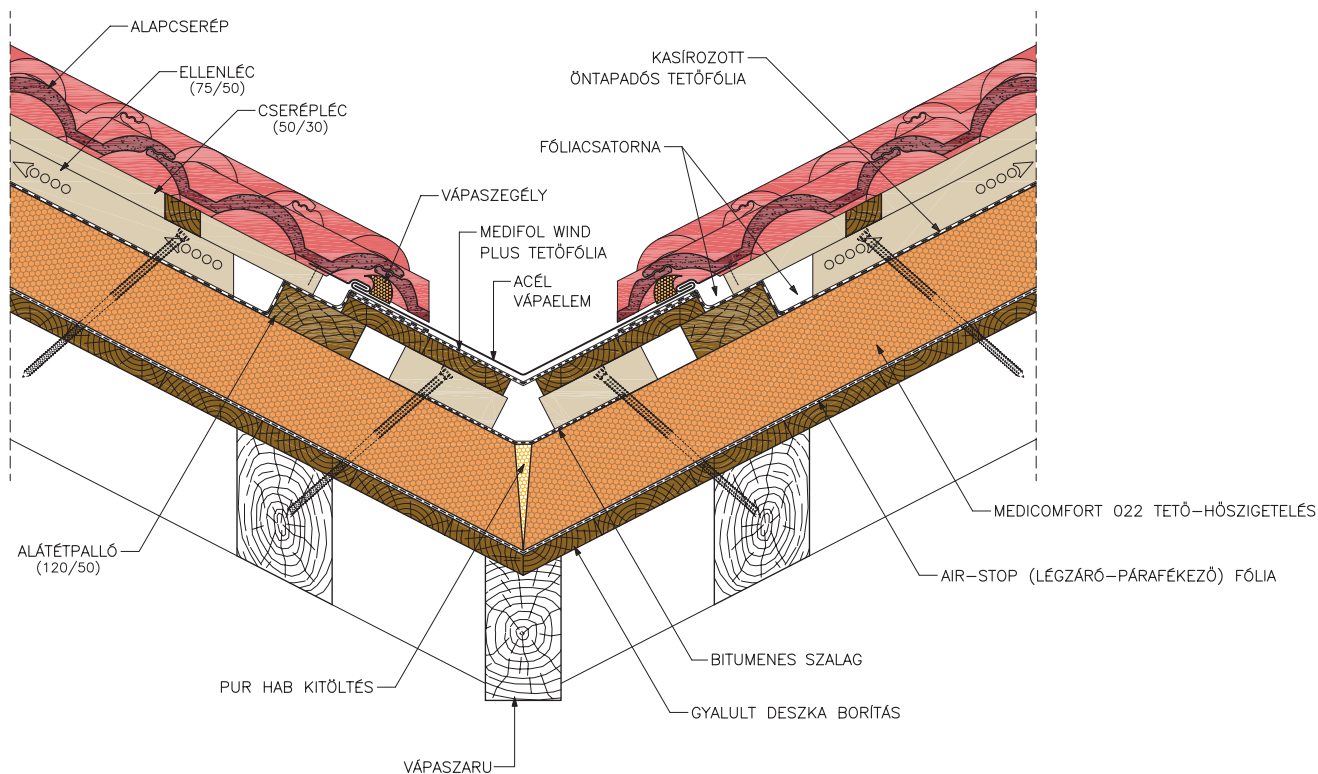 ALAPCSERÉP
ELLENLÉC
(75/50)
CSERÉPLÉC
(50/30)
VÁPASZEGÉLY
MEDIFOL WIND
PLUS TETŐFÓLIA
ACÉL
VÁPAELEM
KASÍROZOTT
ÖNTAPADÓS TETŐFÓLIA
FÓLIACSATORNA
ALÁTÉTPALLÓ
(120/50)
PUR HAB KITÖLTÉS
VÁPASZARU
MEDICOMFORT 022 TETŐ-HŐSZIGETELÉS
AIR-STOP (LÉGZÁRÓ-PÁRAFÉKEZŐ) FÓLIA
BITUMENES SZALAG
GYALULT DESZKA BORÍTÁS